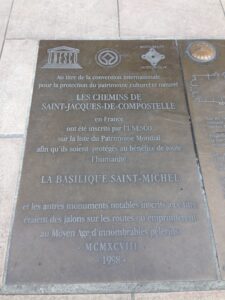 UNESCO
Au titre de la convention internationale
pour la protection du patrimoine culturel et naturel
LES CHEMINS DE
SAINT-JACQUES-DE-COMPOSTELLE
en France
ont été inscrits par l'UNESCO
sur la liste du Patrimoine Mondial
afin qu'ils soient protégés au bénéfice de toute
l'humanité
LA BASILIQUE SAINT-MICHEL
et les autres monuments notables inscrits à ce titre
étaient des jalons sur les routes qu'empruntaient
au Moyen Age d'innombrables pèlerins
- MCMXCVIII -
- 1998 -